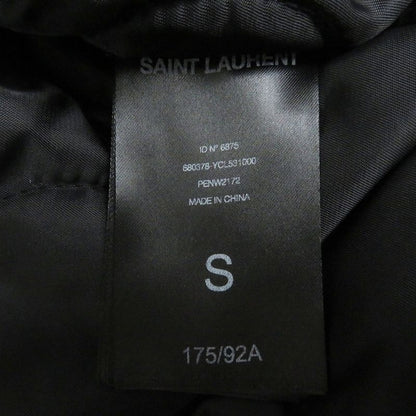 SAINT LAURENT
ID N° 6875
680378-YCL531000
PENW2172
MADE IN CHINA
S
175/92A